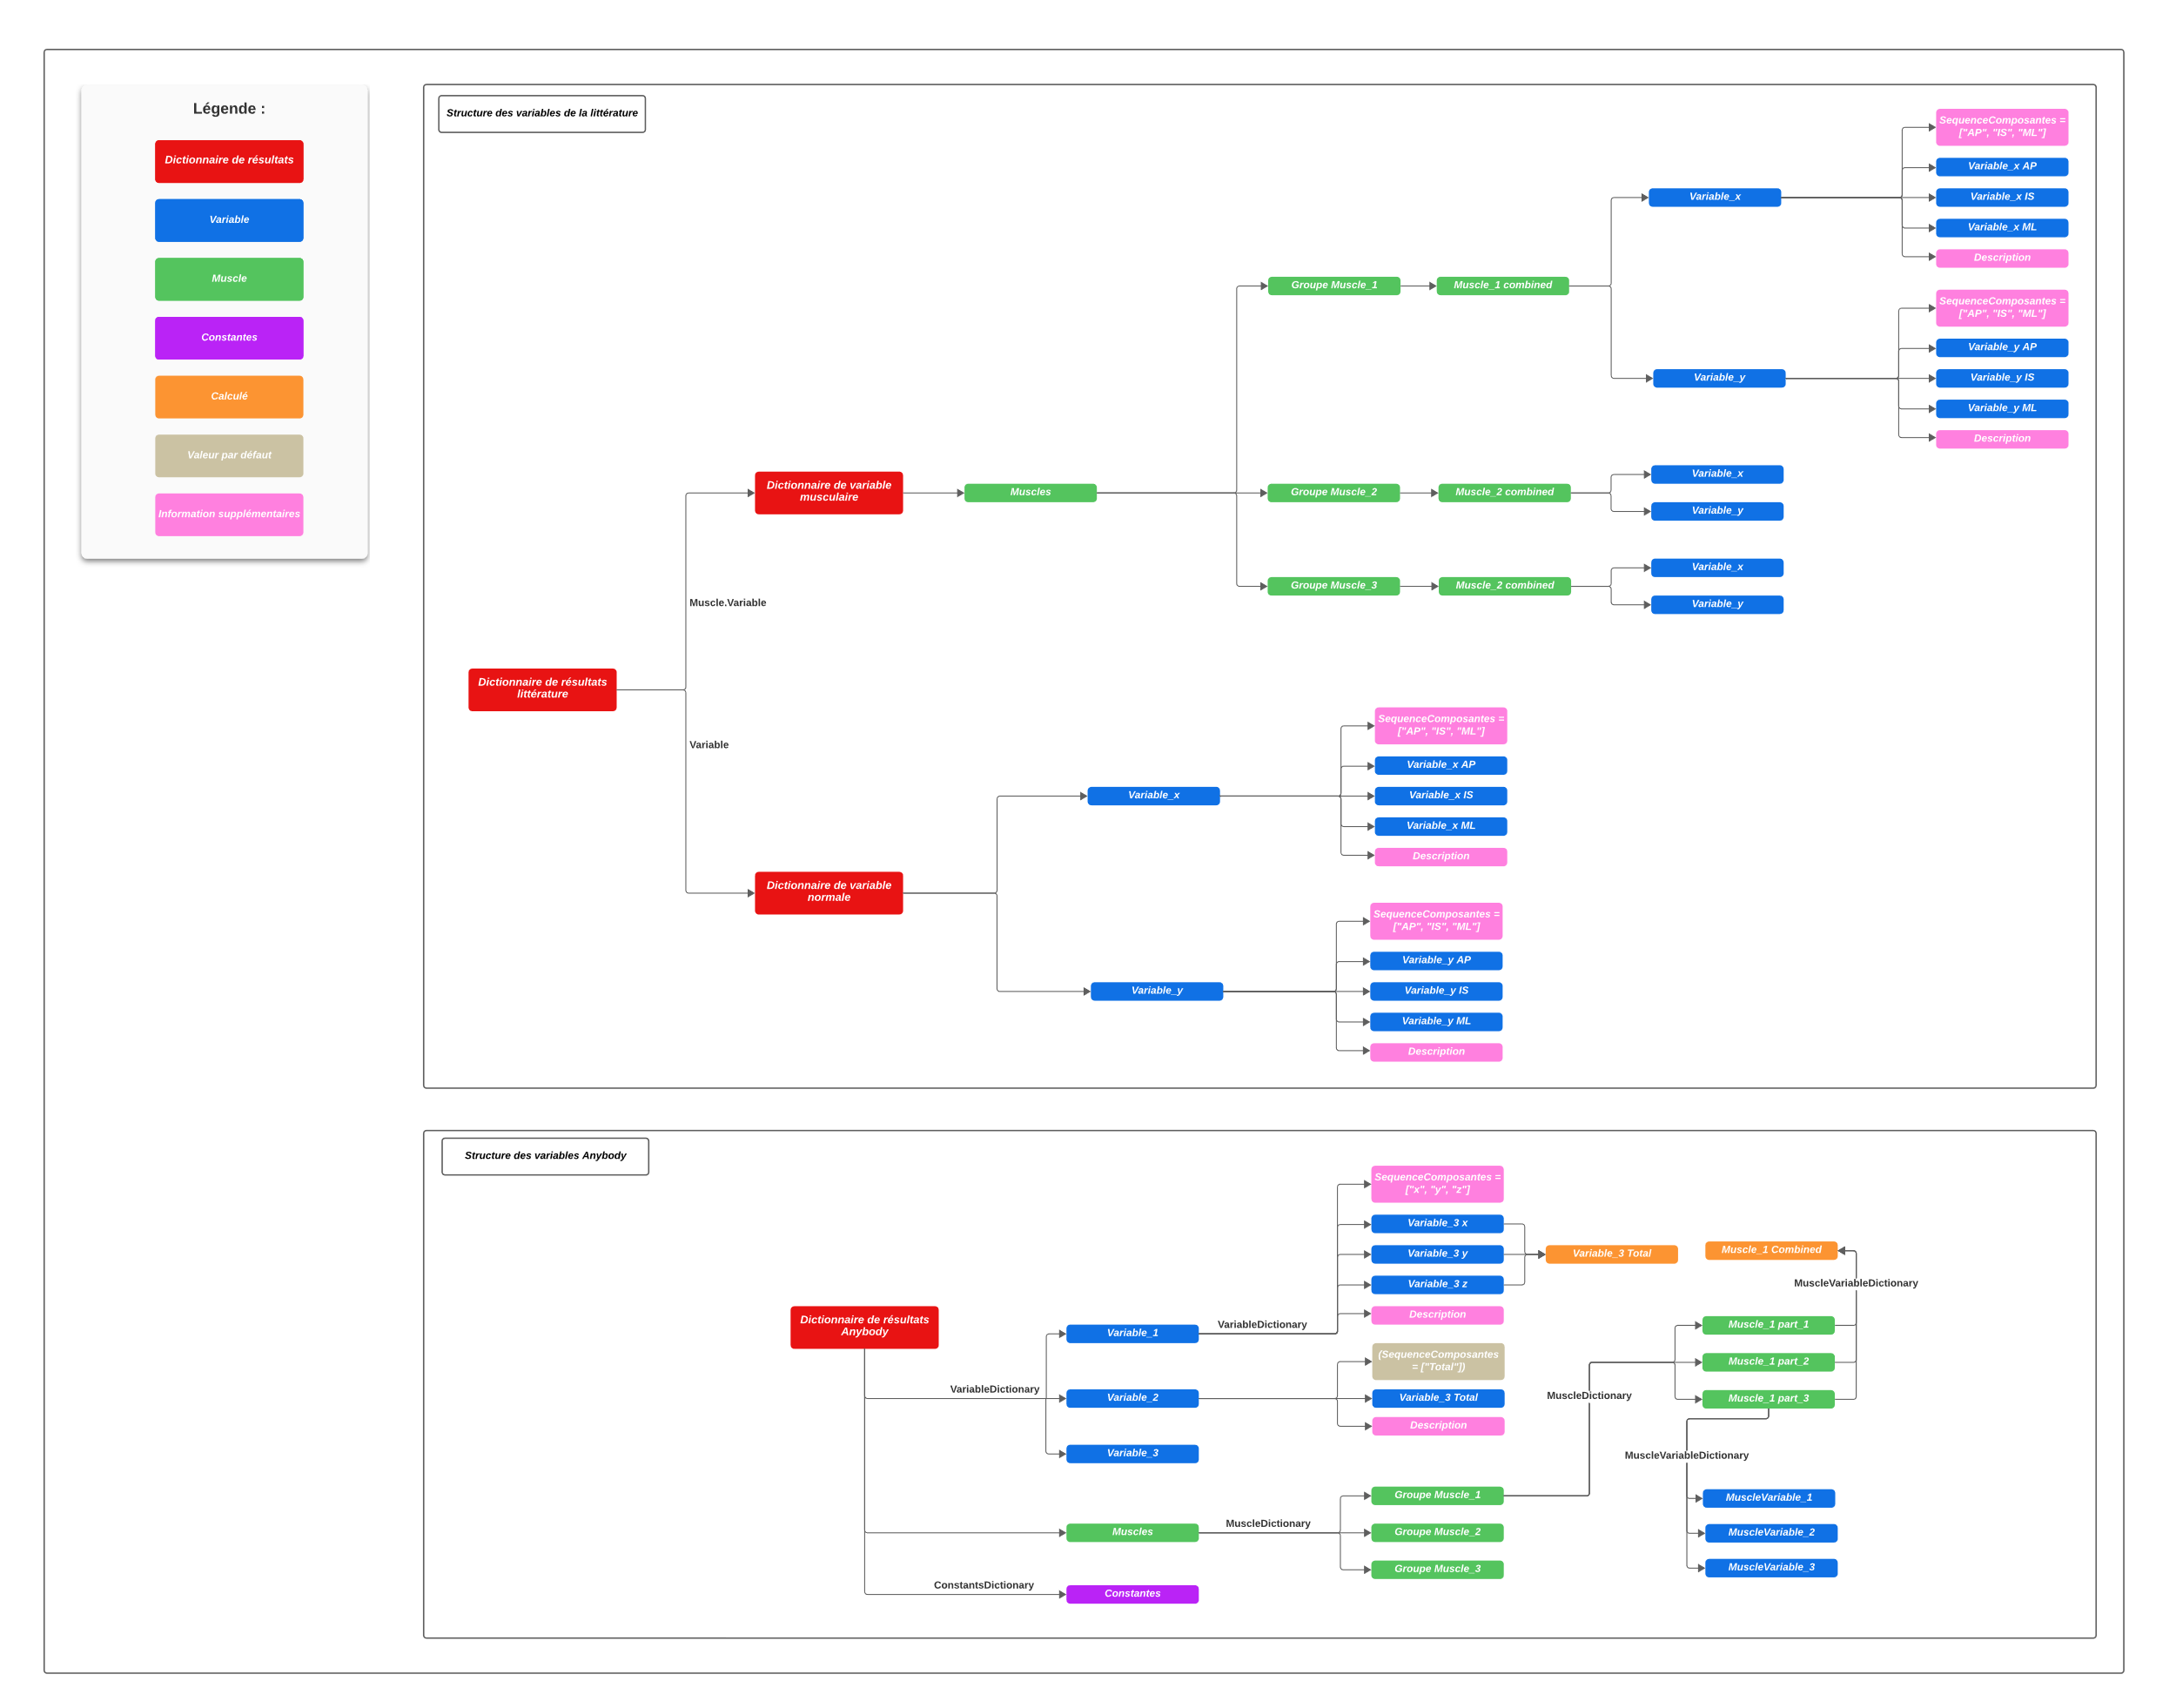 Légende :
Dictionnaire de résultats
Variable
Muscle
Constantes
Calculé
Valeur par défaut
Information supplémentaires
Structure des variables de la littérature
SequenceComposantes =
["AP", "IS", "ML"]
Variable_x AP
Variable_x
Variable_x IS
Variable_x ML
Description
Groupe Muscle_1
Muscle_1 combined
SequenceComposantes =
["AP", "IS", "ML"]
Variable_y AP
Variable_y
Variable_y IS
Variable_y ML
Description
Dictionnaire de variable
musculaire
Muscles
Groupe Muscle_2
Muscle_2 combined
Variable_x
Variable_y
Groupe Muscle_3
Muscle_2 combined
Variable_x
Variable_y
Muscle.Variable
Dictionnaire de résultats
littérature
Variable
SequenceComposantes =
["AP", "IS", "ML"]
Variable_x AP
Variable_x
Variable_x IS
Variable_x ML
Description
Dictionnaire de variable
normale
SequenceComposantes =
["AP", "IS", "ML"]
Variable_y AP
Variable_y
Variable_y IS
Variable_y ML
Description
Structure des variables Anybody
SequenceComposantes =
["x", "y", "z"]
Variable_3 x
Variable_3 y
Variable_3 z
Description
Variable_3 Total
Muscle_1 Combined
MuscleVariableDictionary
Dictionnaire de résultats
Anybody
Variable_1
VariableDictionary
Muscle_1 part_1
Muscle_1 part_2
Muscle_1 part_3
(SequenceComposantes
= ["Total"])
VariableDictionary
Variable_2
Variable_3 Total
Description
MuscleDictionary
Variable_3
MuscleVariableDictionary
Groupe Muscle_1
MuscleVariable_1
Muscles
MuscleDictionary
Groupe Muscle_2
MuscleVariable_2
Groupe Muscle_3
MuscleVariable_3
ConstantsDictionary
Constantes